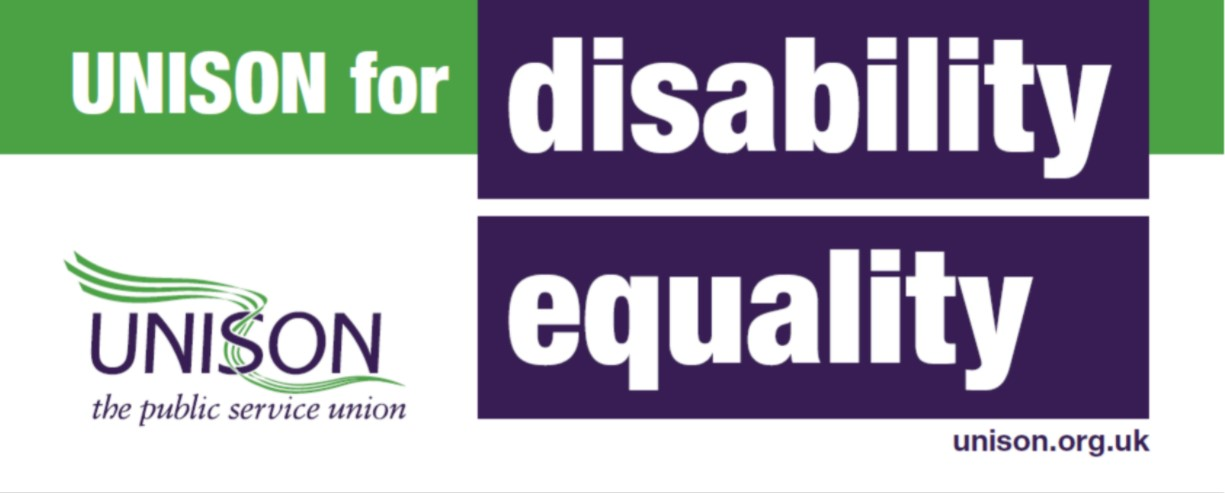 UNISON for disability
equality
UNISON
the public service union
unison.org.uk